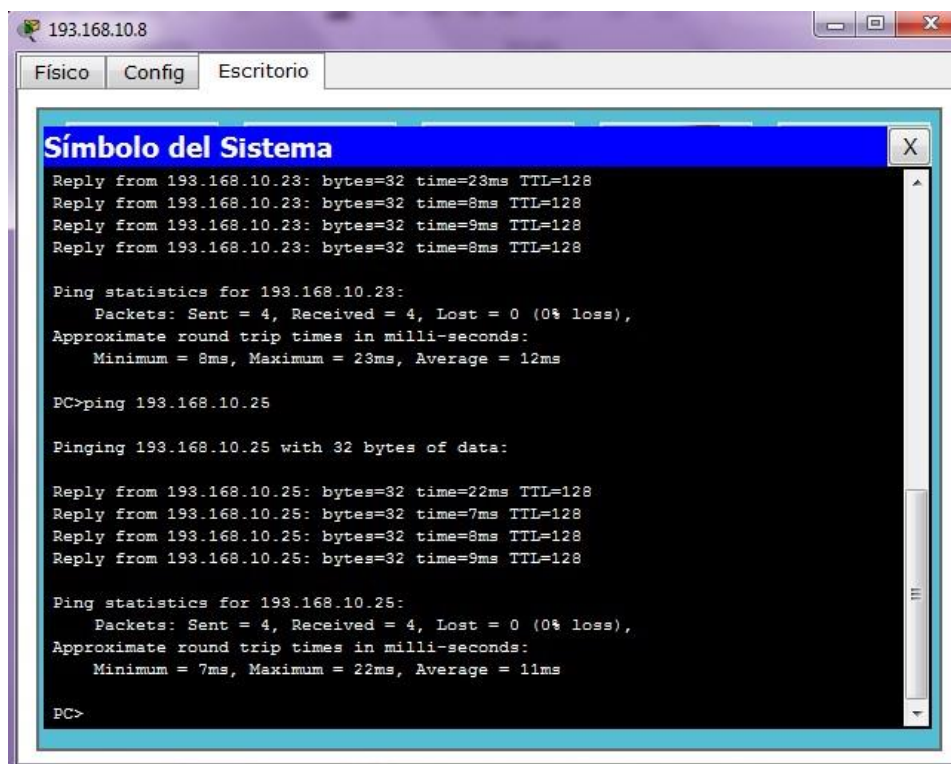 193.168.10.8
Físico Config Escritorio
Símbolo del Sistema X
Reply from 193.168.10.23: bytes=32 time=23ms TTL=128
Reply from 193.168.10.23: bytes=32 time=8ms TTL=128
Reply from 193.168.10.23: bytes=32 time=9ms TTL=128
Reply from 193.168.10.23: bytes=32 time=8ms TTL=128
Ping statistics for 193.168.10.23:
Packets: Sent = 4, Received = 4, Lost = 0 (0% loss),
Approximate round trip times in milli-seconds:
Minimum = 8ms, Maximum = 23ms, Average = 12ms
PC>ping 193.168.10.25
Pinging 193.168.10.25 with 32 bytes of data:
Reply from 193.168.10.25: bytes=32 time=22ms TTL=128
Reply from 193.168.10.25: bytes=32 time=7ms TTL=128
Reply from 193.168.10.25: bytes=32 time=8ms TTL=128
Reply from 193.168.10.25: bytes=32 time=9ms TTL=128
Ping statistics for 193.168.10.25:
Packets: Sent = 4, Received = 4, Lost = 0 (0% loss),
Approximate round trip times in milli-seconds:
Minimum = 7ms, Maximum = 22ms, Average = 11ms
PC>